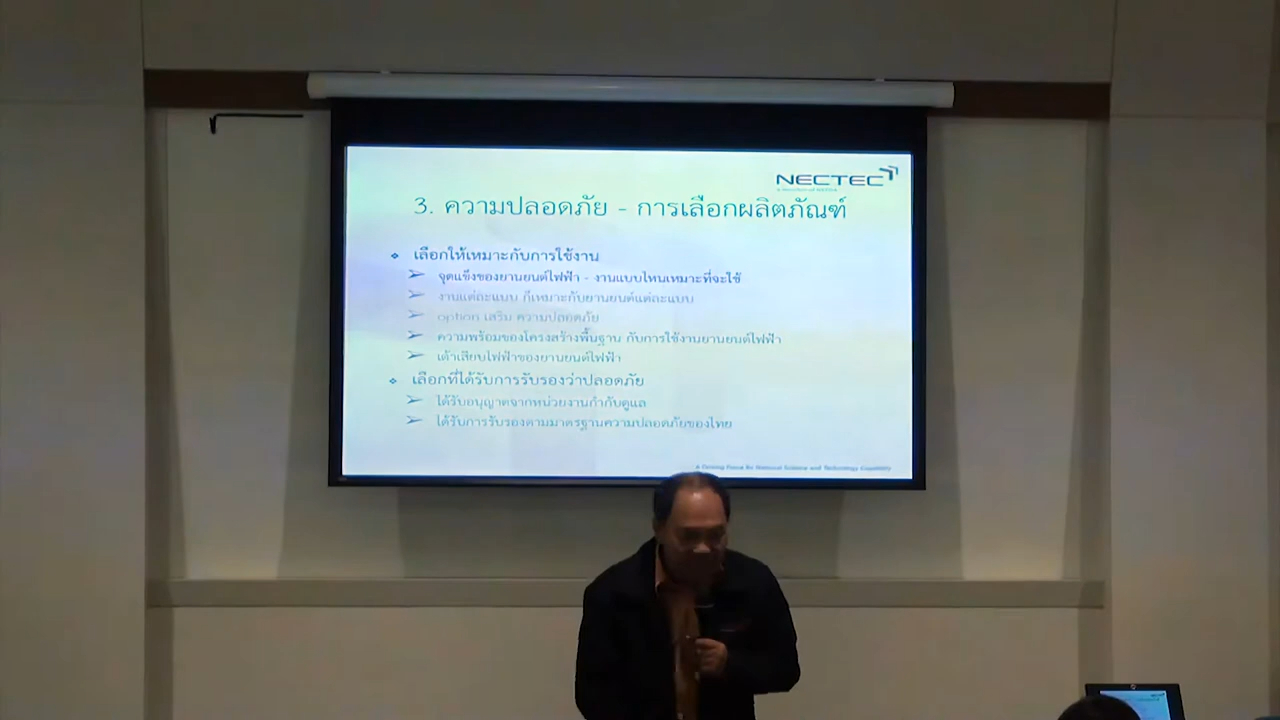 NECTEC
3. ความปลอดภัย - การเลือกผลิตภัณฑ์
เลือกให้เหมาะกับการใช้งาน
จุดแข็งของยานยนต์ไฟฟ้า - งานแบบไหนเหมาะที่จะใช้
งานแต่ละแบบ ก็เหมาะกับยานยนต์แต่ละแบบ
option เสริม ความปลอดภัย
ความพร้อมของโครงสร้างพื้นฐาน กับการใช้งานยานยนต์ไฟฟ้า
เต้าเสียบไฟฟ้าของยานยนต์ไฟฟ้า
เลือกที่ได้รับการรับรองว่าปลอดภัย
ได้รับอนุญาตจากหน่วยงานกำกับดูแล
ได้รับการรับรองตามมาตรฐานความปลอดภัยของไทย
A Driving Force for National Science and Technology Capability